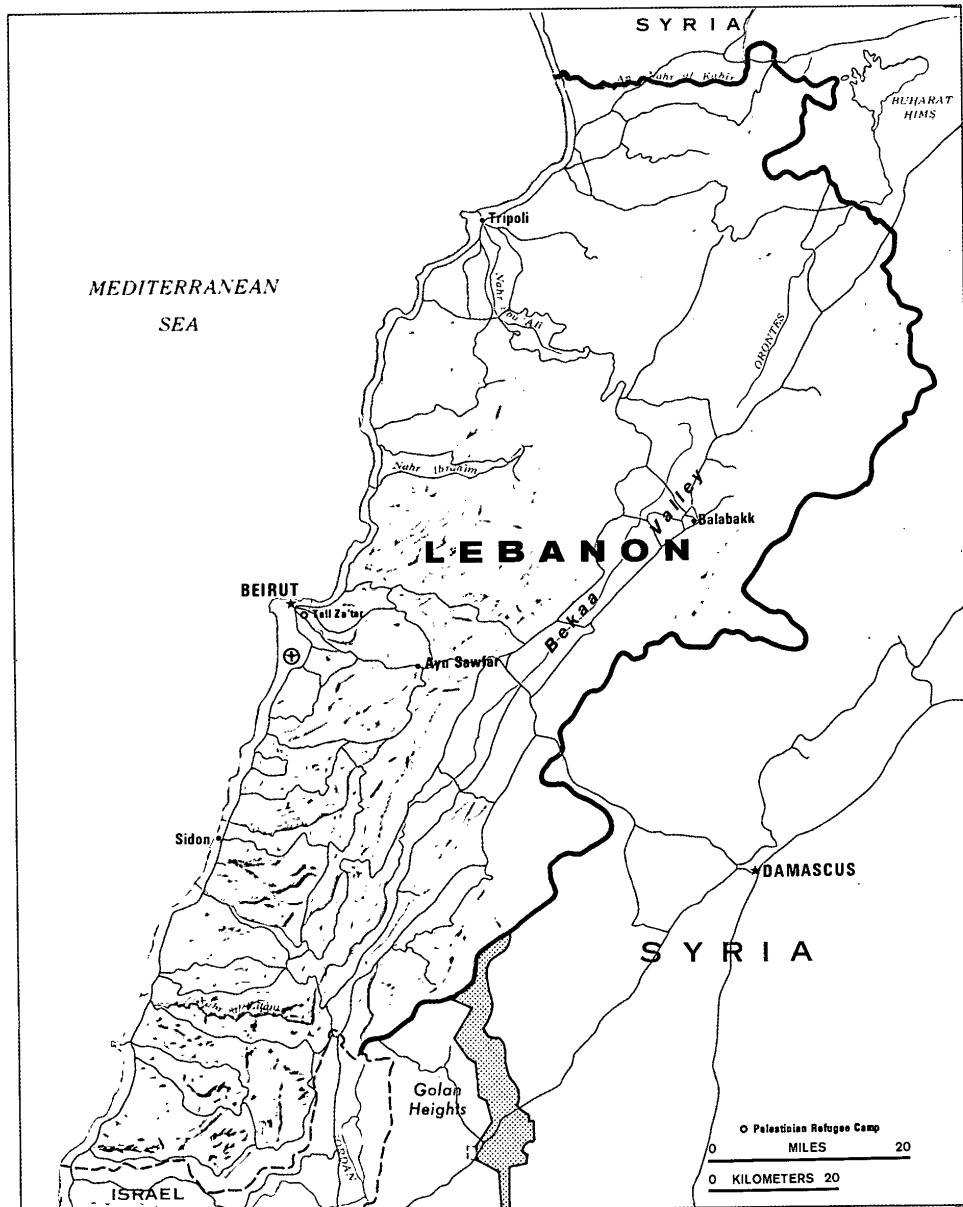 SYRIA
An Nahr al Kabir
BUHARAT
HIMS
Tripoli
MEDITERRANEAN
SEA
Nahr Abu Ali
ORONTES
Nahr Ibrahim
Valley
Balabakk
LEBANON
BEIRUT
Tall Za'tar
Bekaa
Ayn Sawfar
Sidon
DAMASCUS
SYRIA
Golan
Heights
JORDAN
Palestinian Refugee Camp
0 MILES 20
0 KILOMETERS 20
ISRAEL